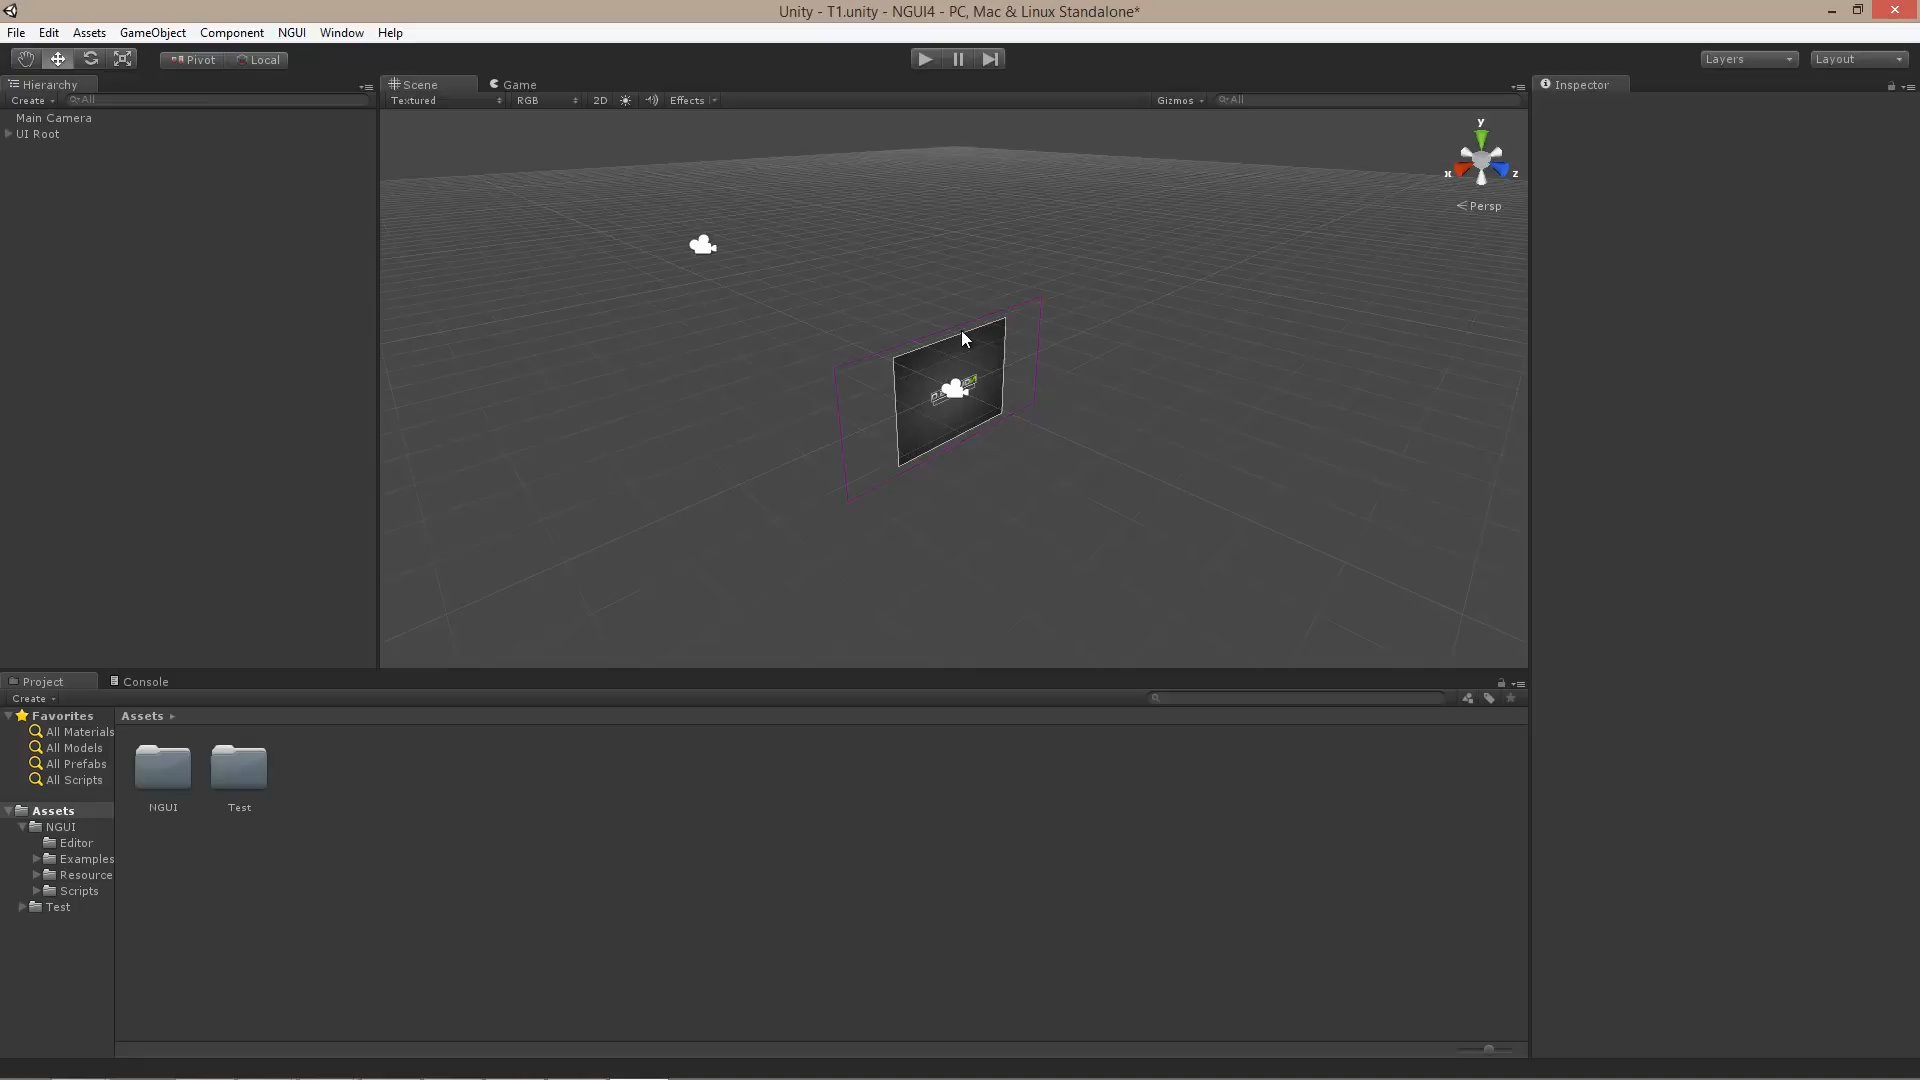 Unity - T1.unity - NGUI4 - PC, Mac & Linux Standalone*
File Edit Assets GameObject Component NGUI Window Help
Pivot Local Layers Layout
Hierarchy Scene Game Inspector
Create All Textured RGB 2D Effects Gizmos All
Main Camera
UI Root
y
x z
Persp
Project Console
Create
Favorites Assets
All Materials
All Models
All Prefabs
All Scripts
NGUI Test
Assets
NGUI
Editor
Examples
Resource
Scripts
Test